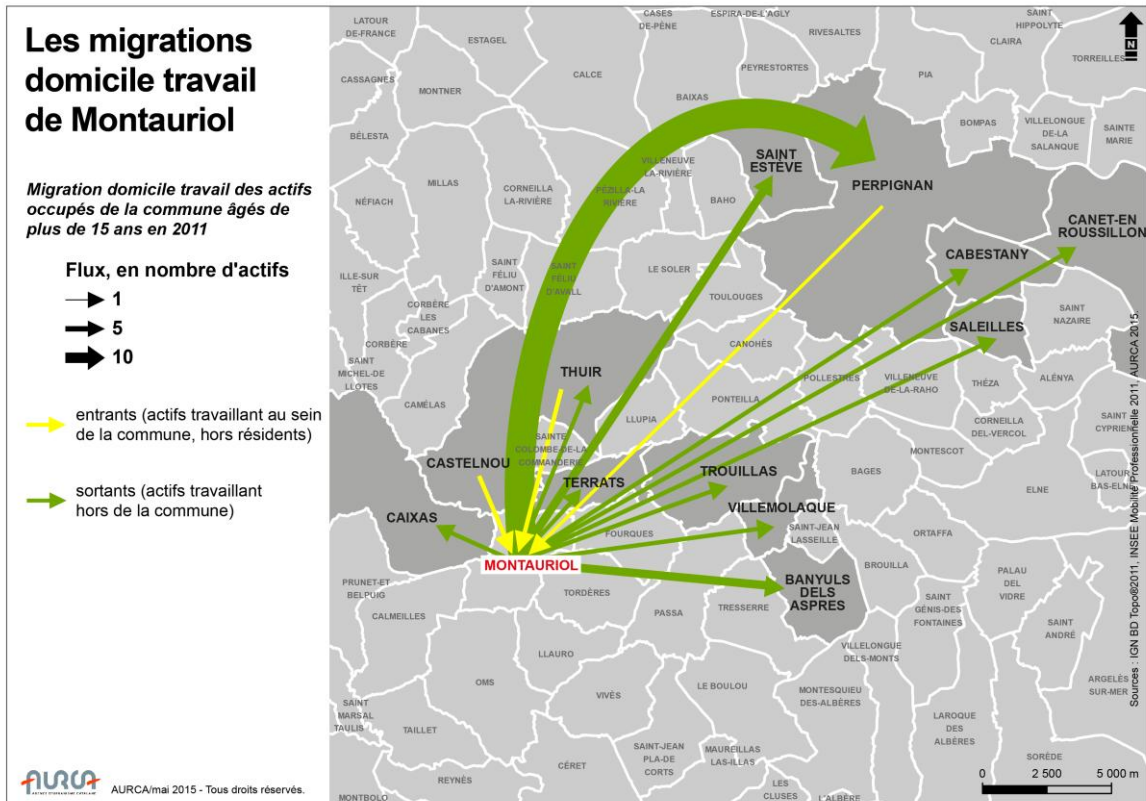 Les migrations
domicile travail
de Montauriol
Migration domicile travail des actifs
occupés de la commune âgés de
plus de 15 ans en 2011
Flux, en nombre d'actifs
1
5
10
entrants (actifs travaillant au sein
de la commune, hors résidents)
sortants (actifs travaillant
hors de la commune)
AURCA
AGENCE D'URBANISME CATALANE
AURCA/mai 2015 - Tous droits réservés.
LATOUR
DE-FRANCE
ESTAGEL
CASES
DE-PÈNE
ESPIRA-DE-L'AGLY
RIVESALTES
SAINT
HIPPOLYTE
CLAIRA
TORREILLES
N
CASSAGNES
MONTNER
CALCE
PEYRESTORTES
PIA
BAIXAS
BOMPAS
VILLELONGUE
DE-LA
SALANQUE
SAINTE
MARIE
BÉLESTA
MILLAS
CORNEILLA
LA-RIVIÈRE
PÉZILLA-LA
RIVIÈRE
VILLENEUVE
LA-RIVIÈRE
SAINT
ESTÈVE
PERPIGNAN
NÉFIACH
BAHO
CANET-EN
ROUSSILLON
CABESTANY
ILLE-SUR
TÊT
SAINT
FÉLIU
D'AMONT
SAINT
FÉLIU
D'AVALL
LE SOLER
TOULOUGES
CORBÈRE
LES
CABANES
CORBÈRE
SAINT
NAZAIRE
SALEILLES
SAINT
MICHEL-DE
LLOTES
CANOHÈS
THUIR
POLLESTRES
VILLENEUVE
DE-LA-RAHO
THÉZA
ALÉNYA
CAMÉLAS
LLUPIA
PONTEILLA
CORNEILLA
DEL-VERCOL
SAINT
CYPRIEN
SAINTE
COLOMBE-DE-LA
COMMANDERIE
MONTESCOT
CASTELNOU
TERRATS
TROUILLAS
BAGES
LATOUR
BAS-ELNE
ELNE
CAIXAS
VILLEMOLAQUE
SAINT-JEAN
LASSEILLE
ORTAFFA
FOURQUES
MONTAURIOL
BANYULS
DELS
ASPRES
BROUILLA
PALAU
DEL
VIDRE
PRUNET-ET
BELPUIG
CALMEILLES
TORDÈRES
PASSA
TRESSERRE
SAINT
GÉNIS-DES
FONTAINES
SAINT
ANDRÉ
LLAURO
VILLELONGUE
DELS-MONTS
OMS
VIVÈS
LE BOULOU
MONTESQUIEU
DES-ALBÈRES
ARGELÈS
SUR-MER
SAINT
MARSAL
TAULIS
TAILLET
LAROQUE
DES
ALBÈRES
SAINT-JEAN
PLA-DE
CORTS
MAUREILLAS
LAS-ILLAS
SORÈDE
CÉRET
REYNÈS
MONTBOLO
LES
CLUSES
L'ALBÈRE
0 2 500 5 000 m
Sources : IGN BD Topo®2011, INSEE Mobilité Professionnelle 2011, AURCA 2015.